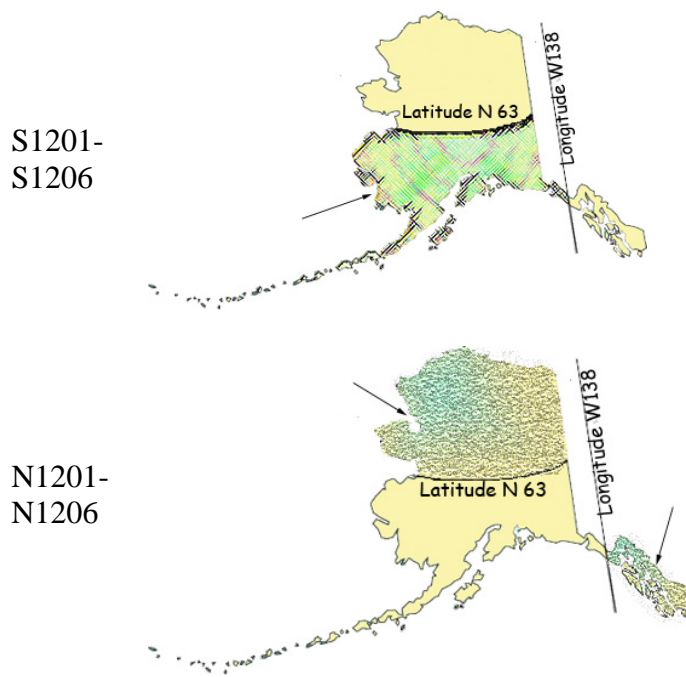 Latitude N 63
Longitude W138
S1201-
S1206
Latitude N 63
Longitude W138
N1201-
N1206